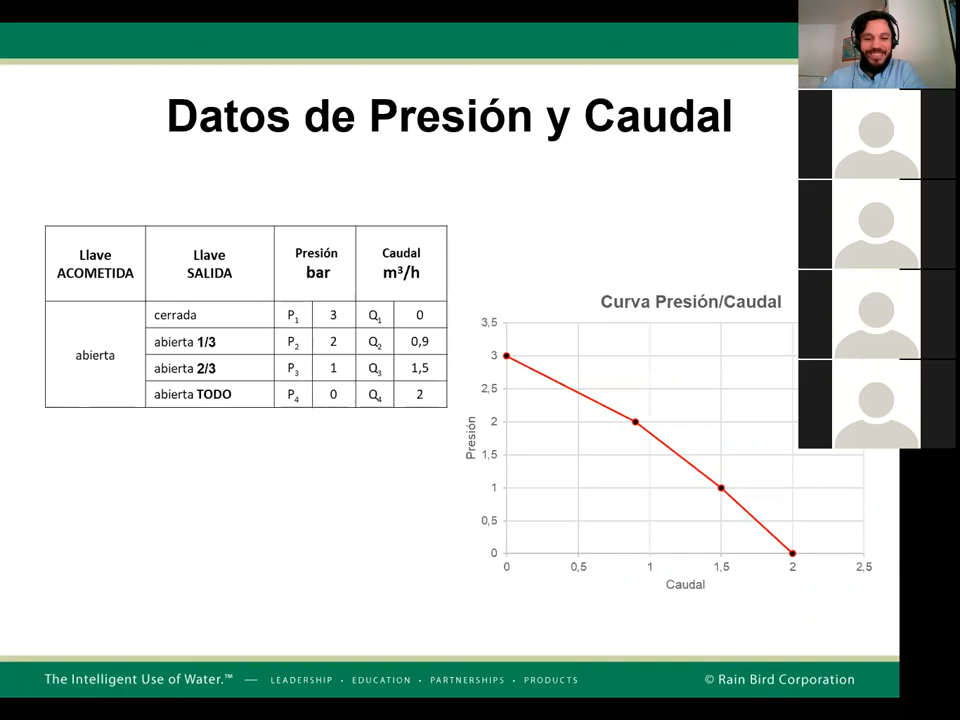 Datos de Presión y Caudal
Llave ACOMETIDA Llave SALIDA Presión bar Caudal m³/h
abierta
cerrada P₁ 3 Q₁ 0
abierta 1/3 P₂ 2 Q₂ 0,9
abierta 2/3 P₃ 1 Q₃ 1,5
abierta TODO P₄ 0 Q₄ 2
Curva Presión/Caudal
3,5
3
2,5
2
1,5
1
0,5
0
Presión
0 0,5 1 1,5 2 2,5
Caudal
The Intelligent Use of Water.™ — LEADERSHIP • EDUCATION • PARTNERSHIPS • PRODUCTS © Rain Bird Corporation